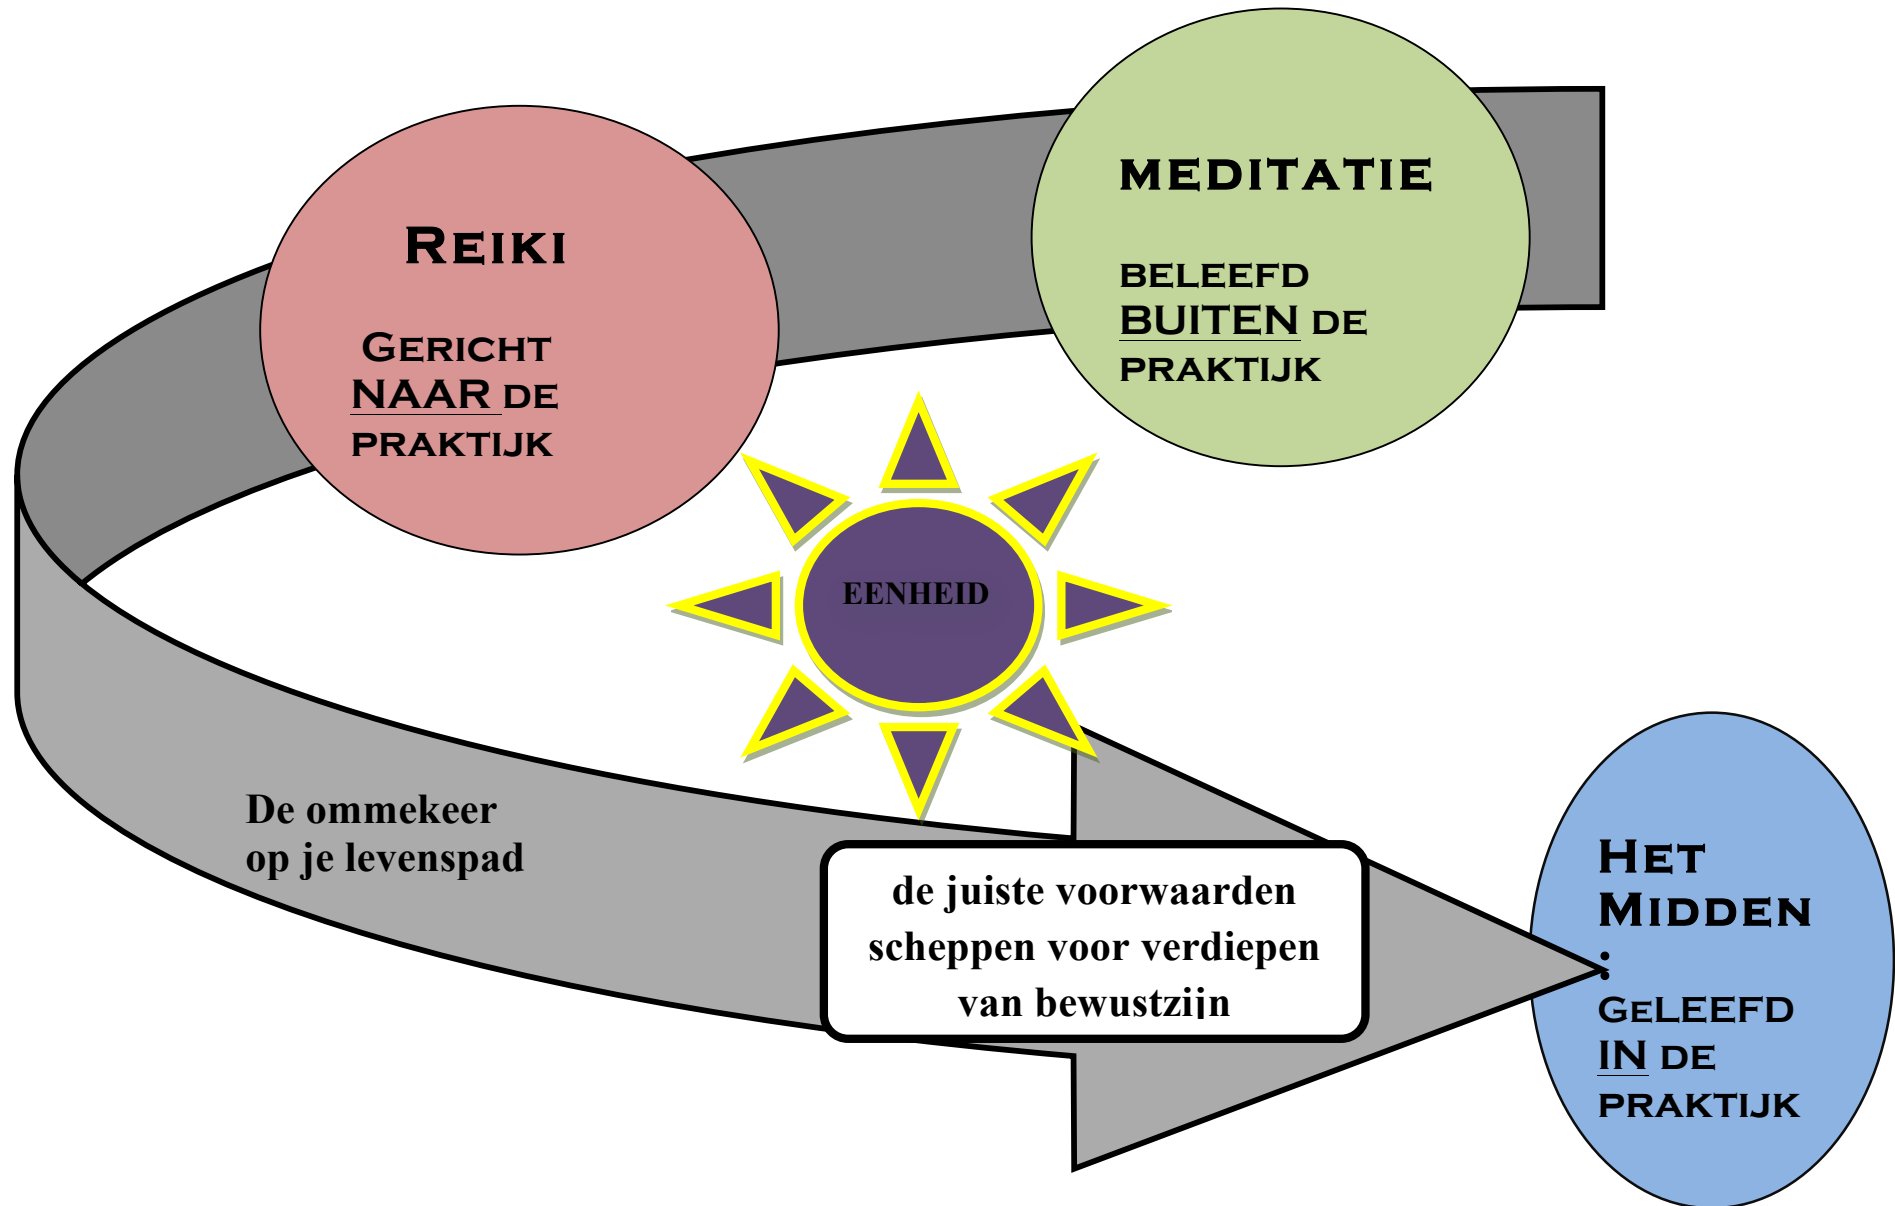 MEDITATIE
BELEEFD
BUITEN DE
PRAKTIJK
REIKI
GERICHT
NAAR DE
PRAKTIJK
EENHEID
De ommekeer
op je levenspad
de juiste voorwaarden
scheppen voor verdiepen
van bewustzijn
HET
MIDDEN
:
GeLEEFD
IN DE
PRAKTIJK